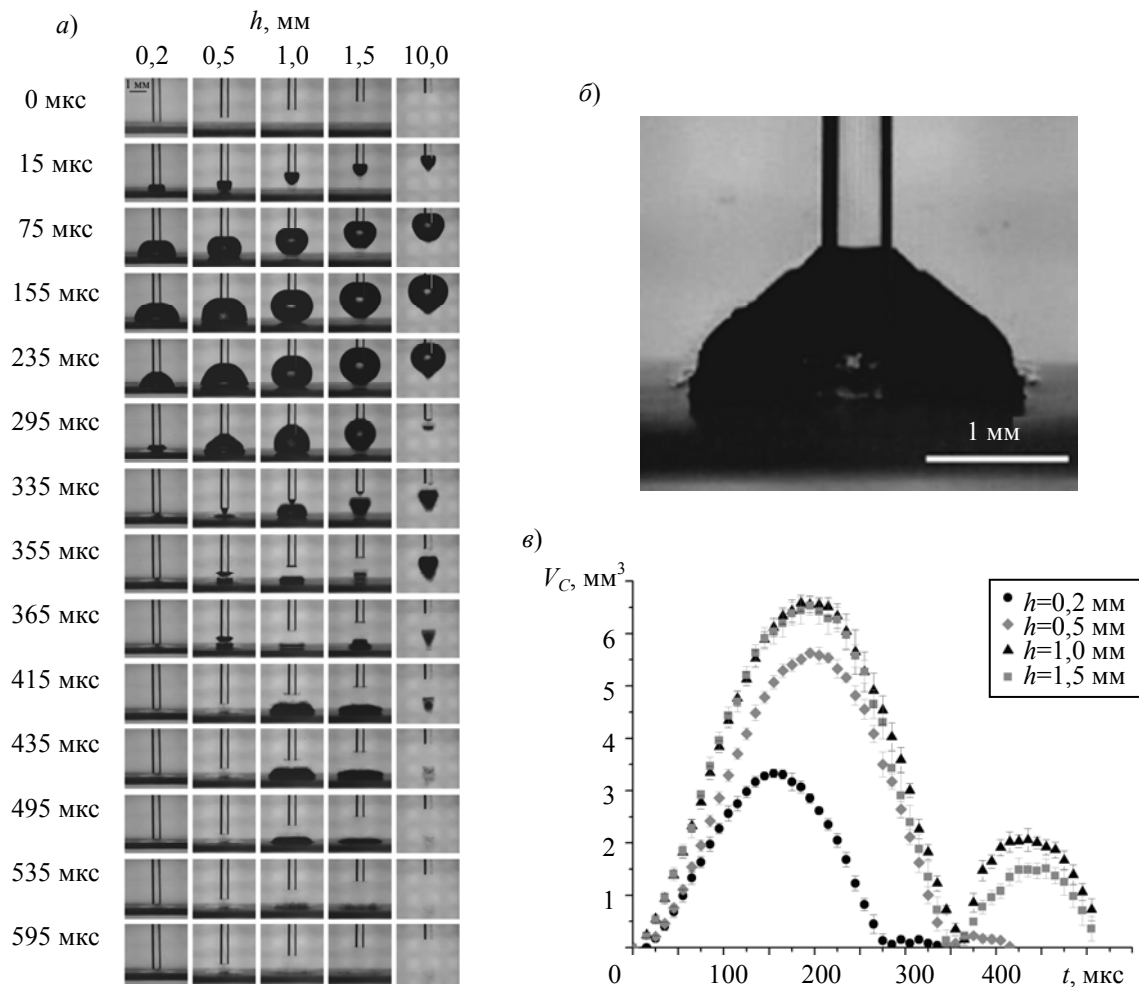 а)
h, мм
0,2 0,5 1,0 1,5 10,0
1 мм
0 мкс
15 мкс
75 мкс
155 мкс
235 мкс
295 мкс
335 мкс
355 мкс
365 мкс
415 мкс
435 мкс
495 мкс
535 мкс
595 мкс
б)
1 мм
в)
V_C, мм³
6
5
4
3
2
1
0 100 200 300 400 t, мкс
h=0,2 мм
h=0,5 мм
h=1,0 мм
h=1,5 мм